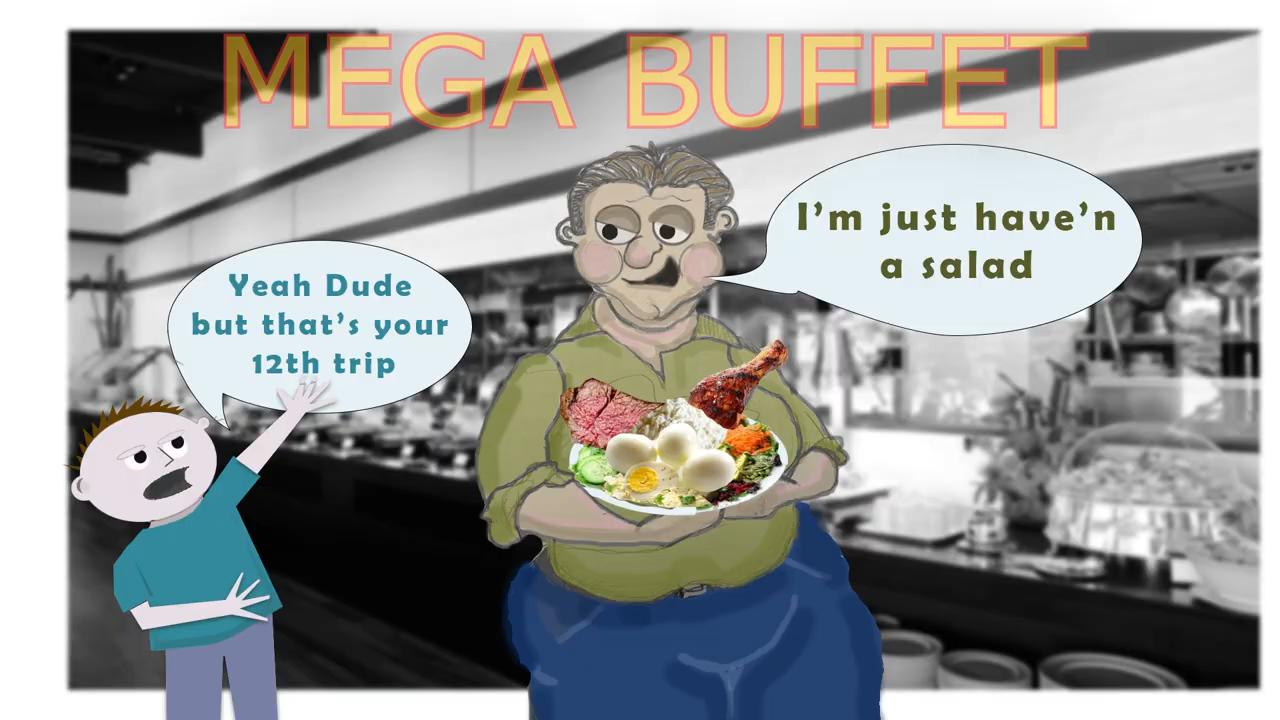 MEGA BUFFET
I'm just have'n
a salad
Yeah Dude
but that's your
12th trip